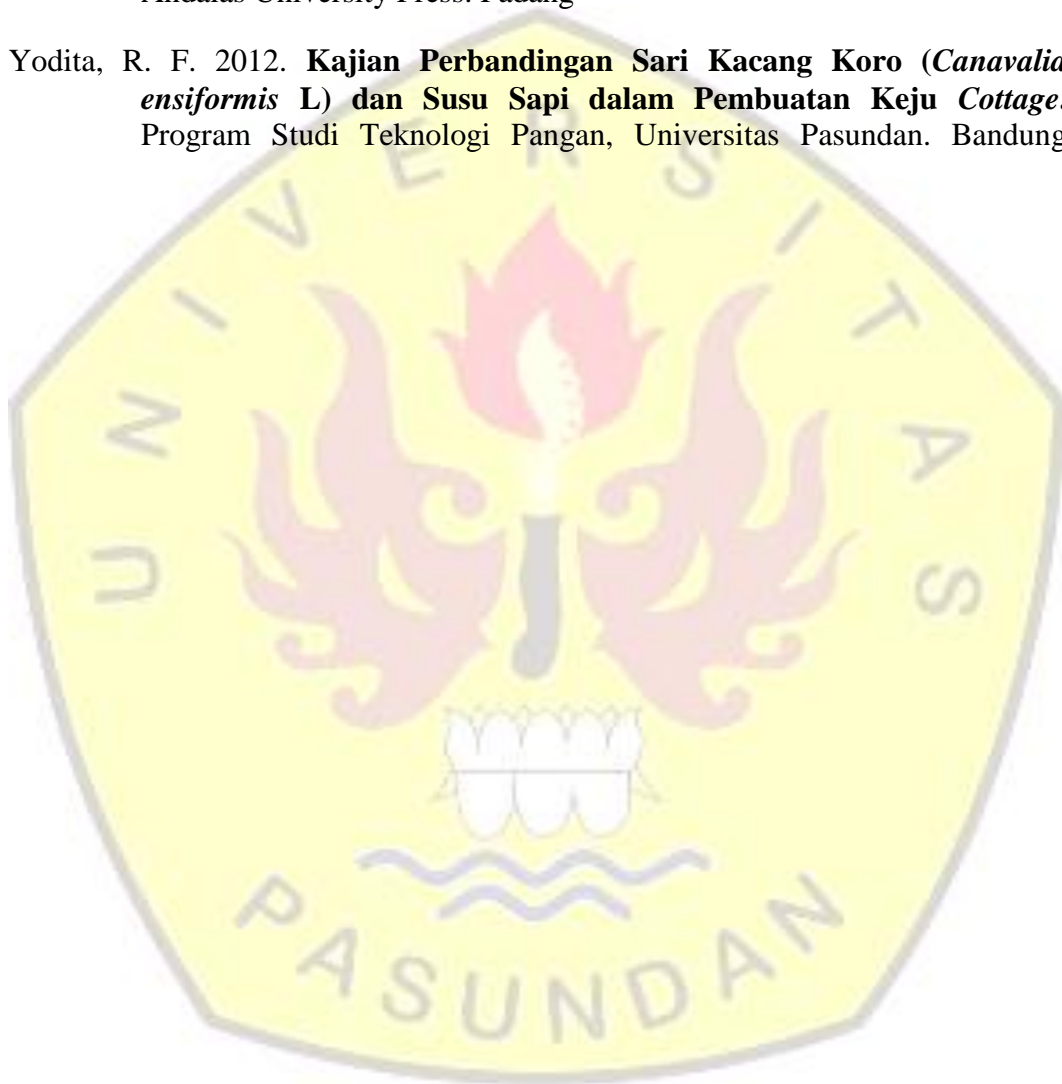 Andalas University Press. Padang
Yodita, R. F. 2012. Kajian Perbandingan Sari Kacang Koro (Canavalia
ensiformis L) dan Susu Sapi dalam Pembuatan Keju Cottage.
Program Studi Teknologi Pangan, Universitas Pasundan. Bandung
UNIVERSITAS
PASUNDAN